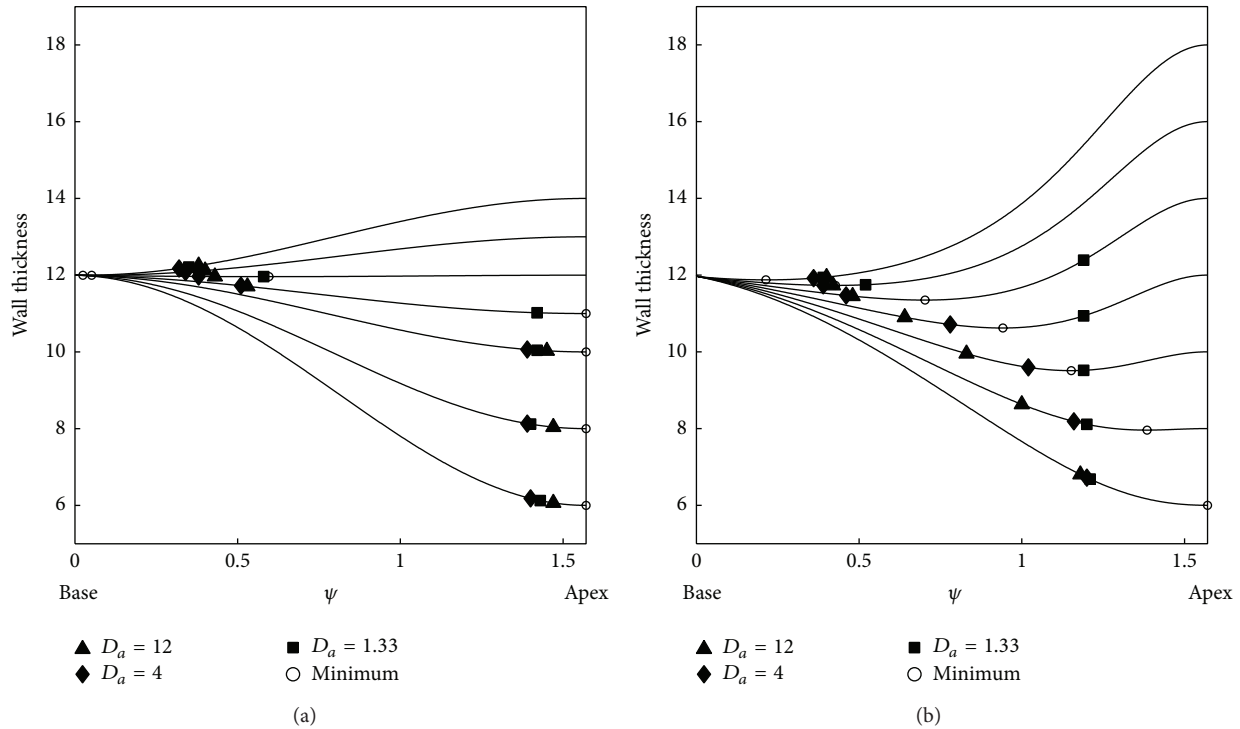 18
16
14
12
10
8
6
Wall thickness
0 0.5 1 1.5
Base ψ Apex
▲ D_a = 12 ■ D_a = 1.33
◆ D_a = 4 ○ Minimum
(a)
18
16
14
12
10
8
6
Wall thickness
0 0.5 1 1.5
Base ψ Apex
▲ D_a = 12 ■ D_a = 1.33
◆ D_a = 4 ○ Minimum
(b)